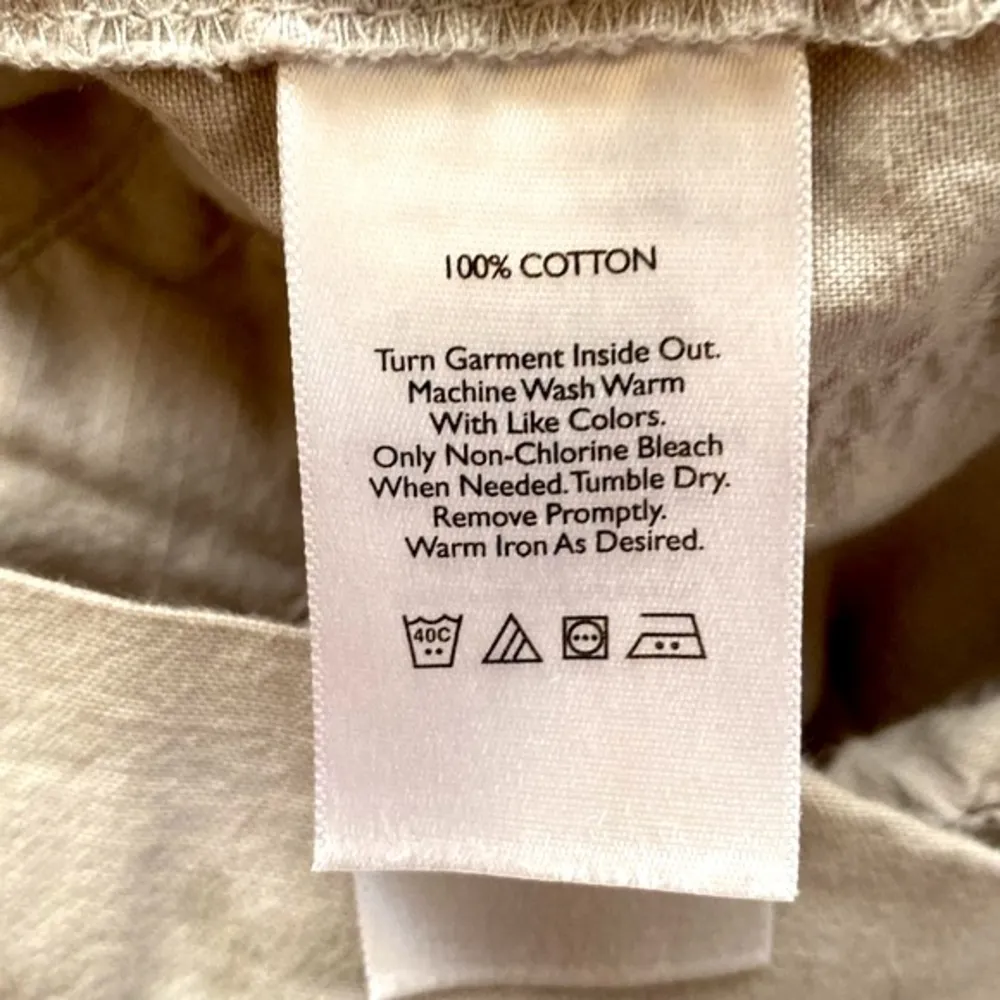 100% COTTON
Turn Garment Inside Out.
Machine Wash Warm
With Like Colors.
Only Non-Chlorine Bleach
When Needed. Tumble Dry.
Remove Promptly.
Warm Iron As Desired.
40C